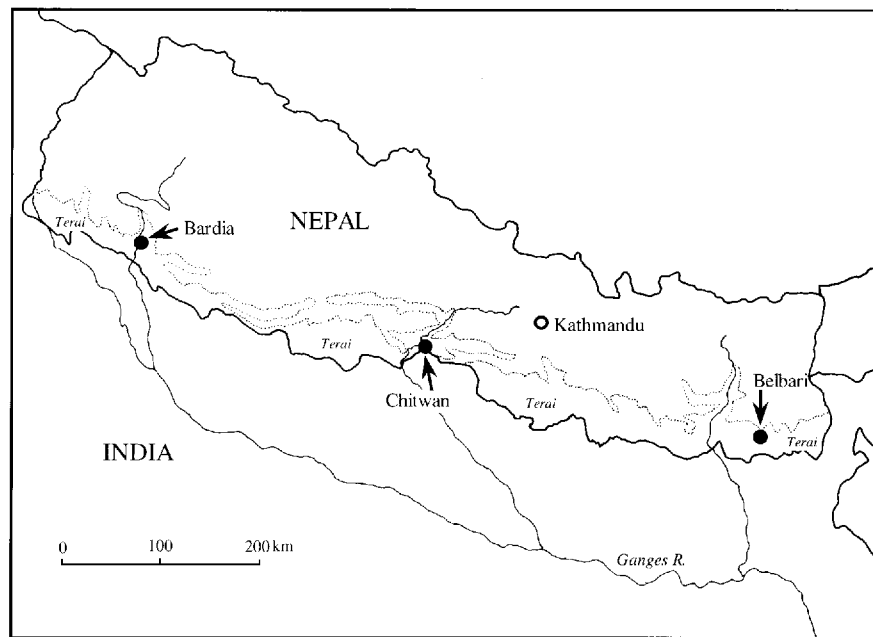 Terai
Bardia
NEPAL
Kathmandu
Terai
Chitwan
Terai
Belbari
Terai
INDIA
0 100 200 km
Ganges R.